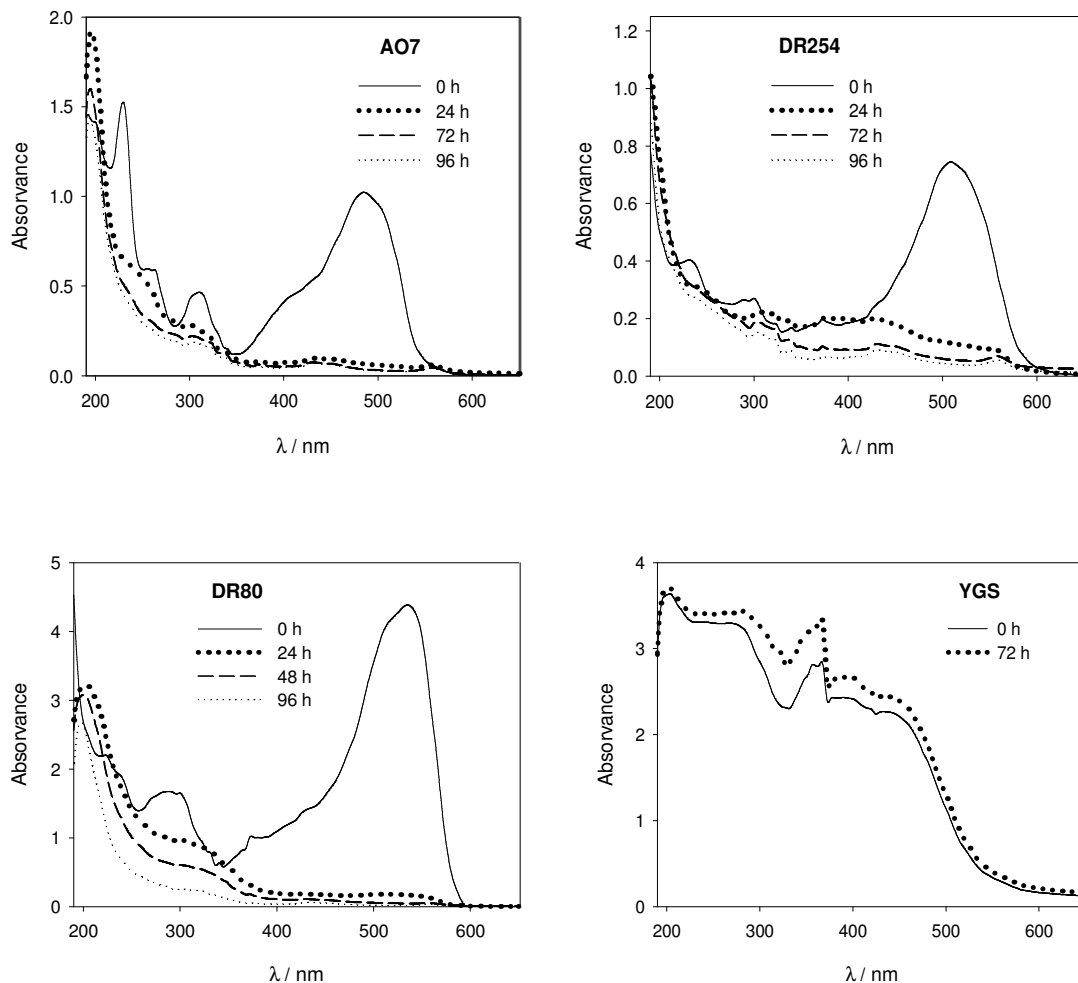 AO7
0 h
24 h
72 h
96 h
2.0
1.5
1.0
0.5
0.0
Absorvance
200 300 400 500 600
λ / nm
DR254
0 h
24 h
72 h
96 h
1.2
1.0
0.8
0.6
0.4
0.2
0.0
Absorvance
200 300 400 500 600
λ / nm
DR80
0 h
24 h
48 h
96 h
5
4
3
2
1
0
Absorvance
200 300 400 500 600
λ / nm
YGS
0 h
72 h
4
3
2
1
0
Absorvance
200 300 400 500 600
λ / nm